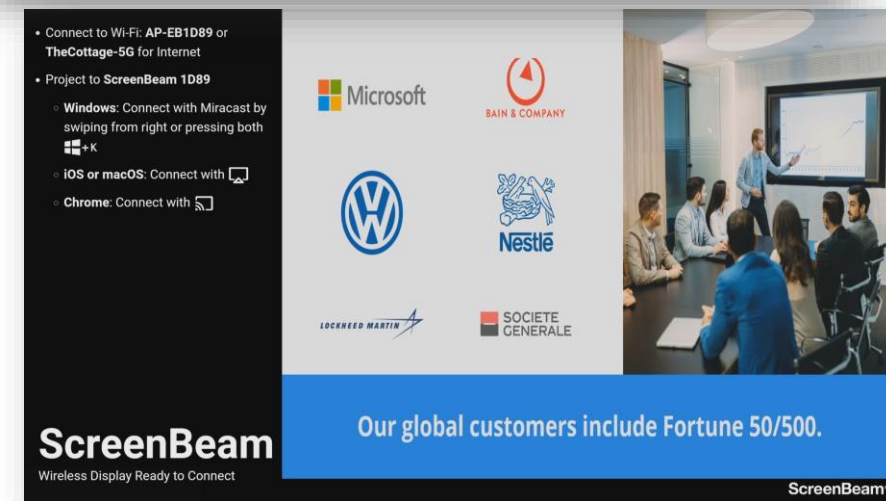 • Connect to Wi-Fi: AP-EB1D89 or
TheCottage-5G for Internet
• Project to ScreenBeam 1D89
◦ Windows: Connect with Miracast by
swiping from right or pressing both
+K
◦ iOS or macOS: Connect with
◦ Chrome: Connect with
ScreenBeam
Wireless Display Ready to Connect
Microsoft
BAIN & COMPANY
VW
Nestlé
LOCKHEED MARTIN
SOCIETE
GENERALE
Our global customers include Fortune 50/500.
ScreenBeam